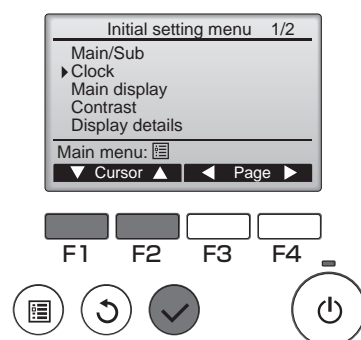 Initial setting menu 1/2
Main/Sub
Clock
Main display
Contrast
Display details
Main menu:
Cursor Page
F1 F2 F3 F4